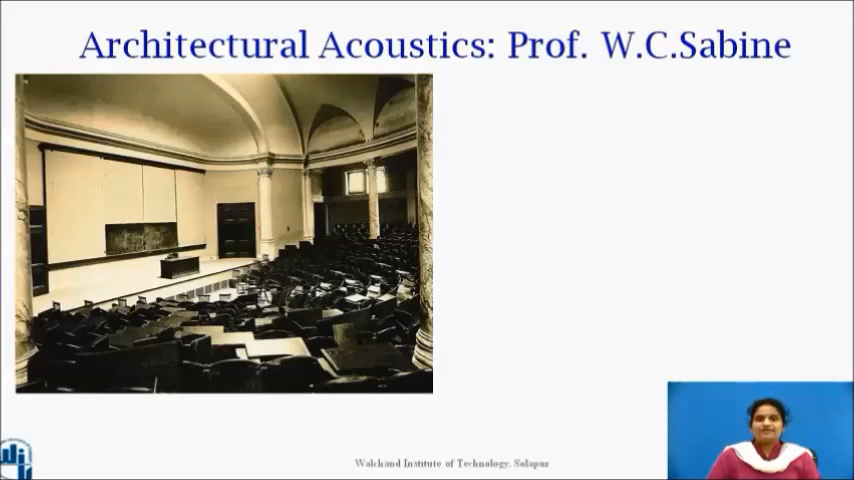 Architectural Acoustics: Prof. W.C.Sabine
Walchand Institute of Technology, Solapur